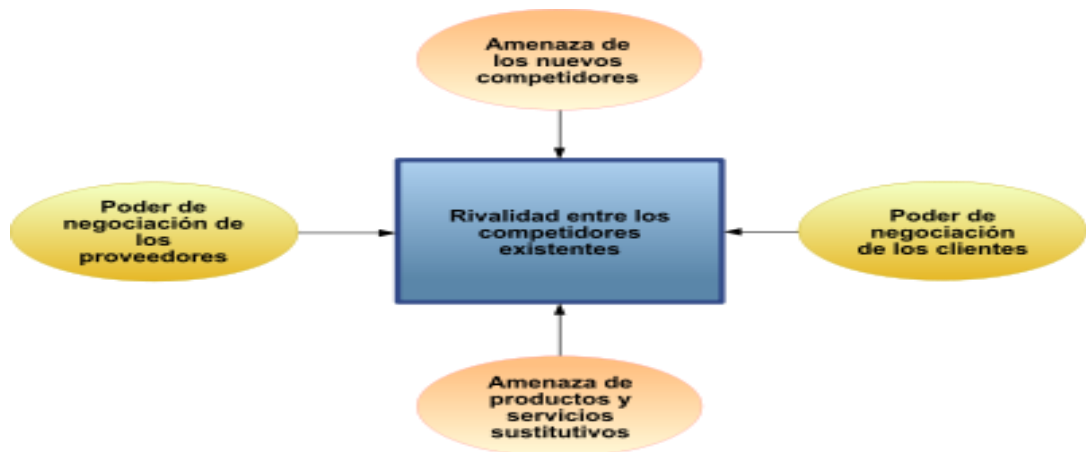 Amenaza de
los nuevos
competidores
Poder de
negociación de
los
proveedores
Rivalidad entre los
competidores
existentes
Poder de
negociación
de los clientes
Amenaza de
productos y
servicios
sustitutivos